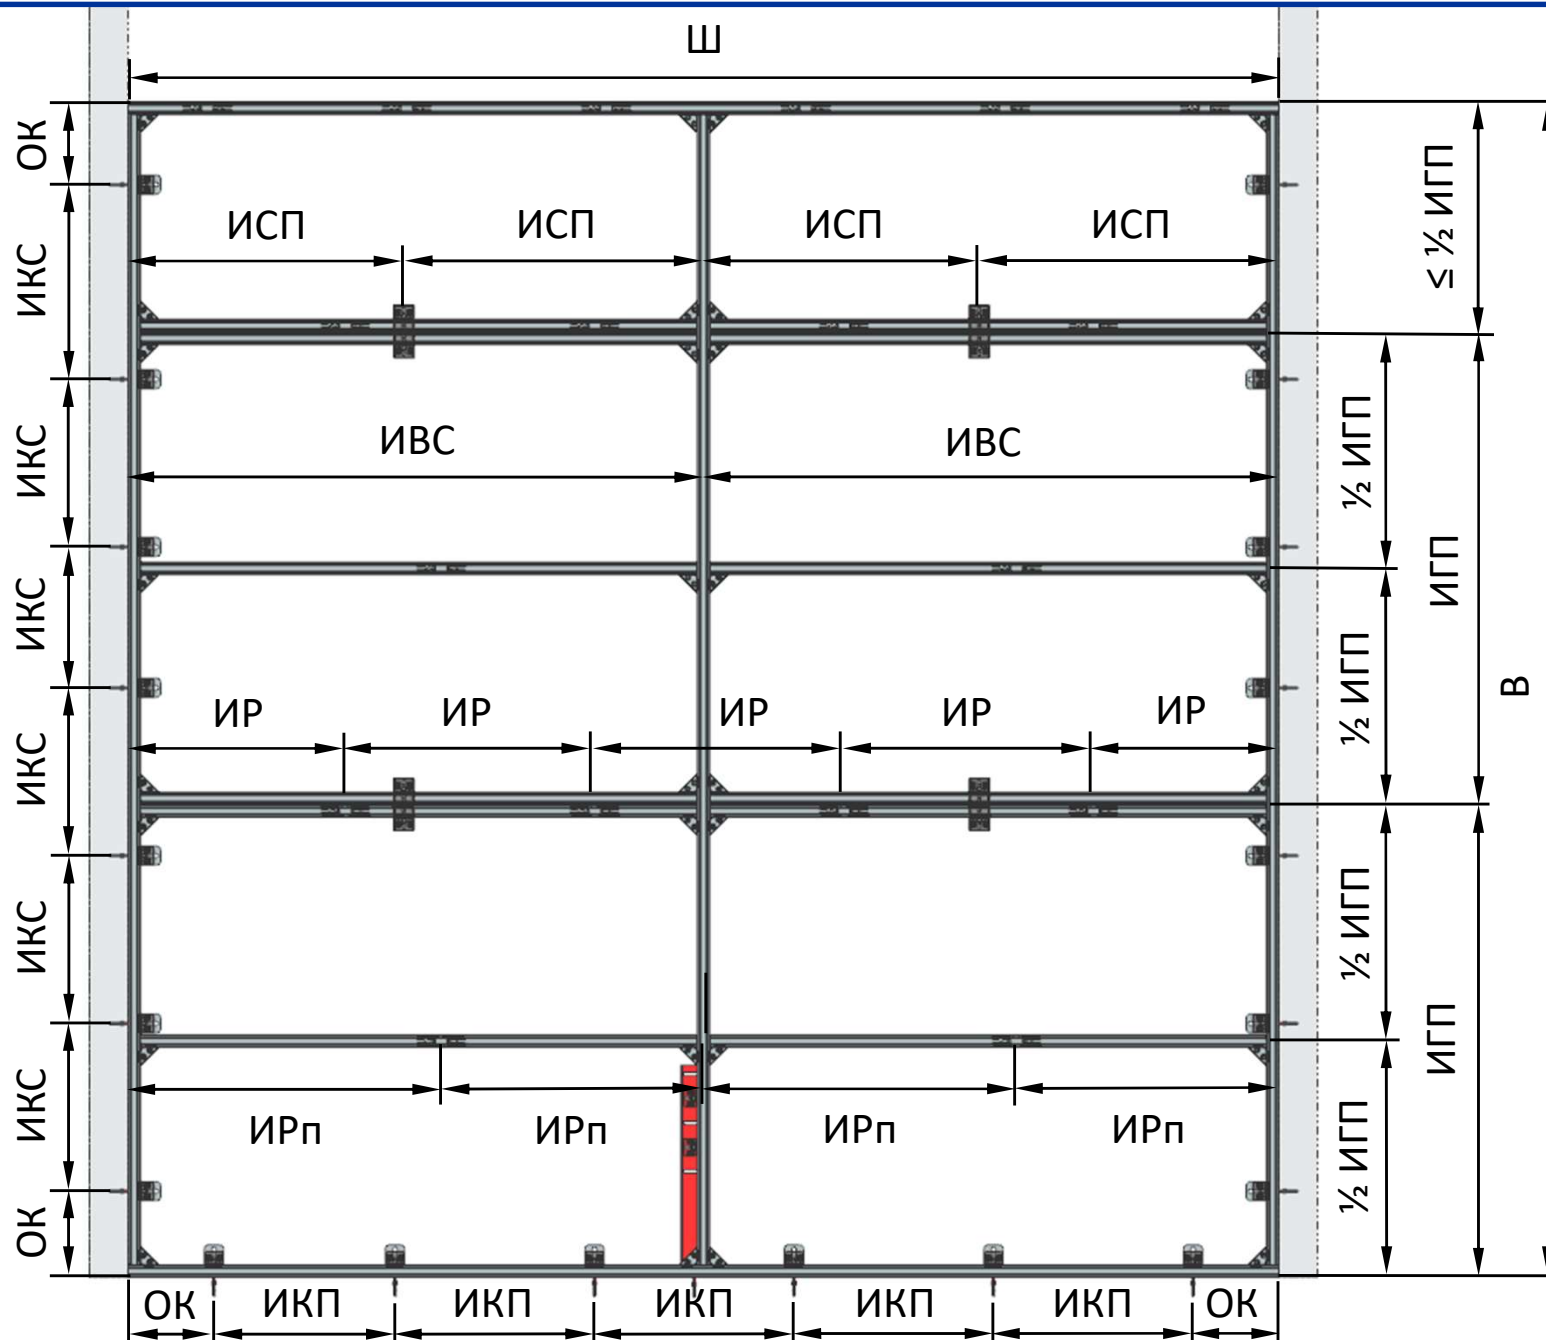 Ш
ОК
ИКС
ИКС
ИКС
ИКС
ИКС
ИКС
ОК
ИСП ИСП ИСП ИСП
ИВС ИВС
ИР ИР ИР ИР ИР
ИРп ИРп ИРп ИРп
≤ ½ ИГП
½ ИГП
½ ИГП
½ ИГП
½ ИГП
ИГП
ИГП
В
ОК ИКП ИКП ИКП ИКП ИКП ОК